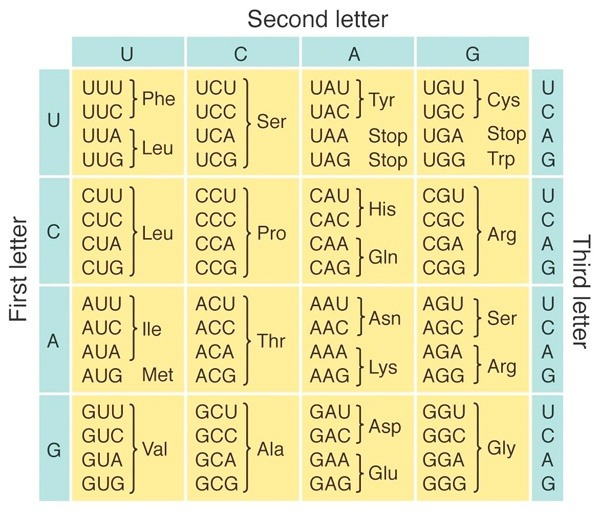 Second letter
U C A G
First letter
Third letter
U
UUU UUC Phe
UUA UUG Leu
UCU UCC UCA UCG Ser
UAU UAC Tyr
UAA Stop
UAG Stop
UGU UGC Cys
UGA Stop
UGG Trp
U C A G
C
CUU CUC CUA CUG Leu
CCU CCC CCA CCG Pro
CAU CAC His
CAA CAG Gln
CGU CGC CGA CGG Arg
U C A G
A
AUU AUC AUA Ile
AUG Met
ACU ACC ACA ACG Thr
AAU AAC Asn
AAA AAG Lys
AGU AGC Ser
AGA AGG Arg
U C A G
G
GUU GUC GUA GUG Val
GCU GCC GCA GCG Ala
GAU GAC Asp
GAA GAG Glu
GGU GGC GGA GGG Gly
U C A G